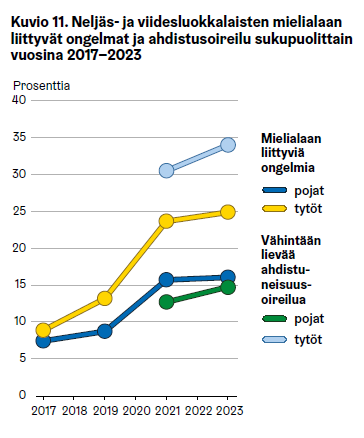 Kuvio 11. Neljäs- ja viidesluokkalaisten mielialaan
liittyvät ongelmat ja ahdistusoireilu sukupuolittain
vuosina 2017–2023
Prosenttia
40
35
30
25
20
15
10
5
0
2017 2018 2019 2020 2021 2022 2023
Mielialaan
liittyviä
ongelmia
pojat
tytöt
Vähintään
lievää
ahdistu-
neisuus-
oireilua
pojat
tytöt